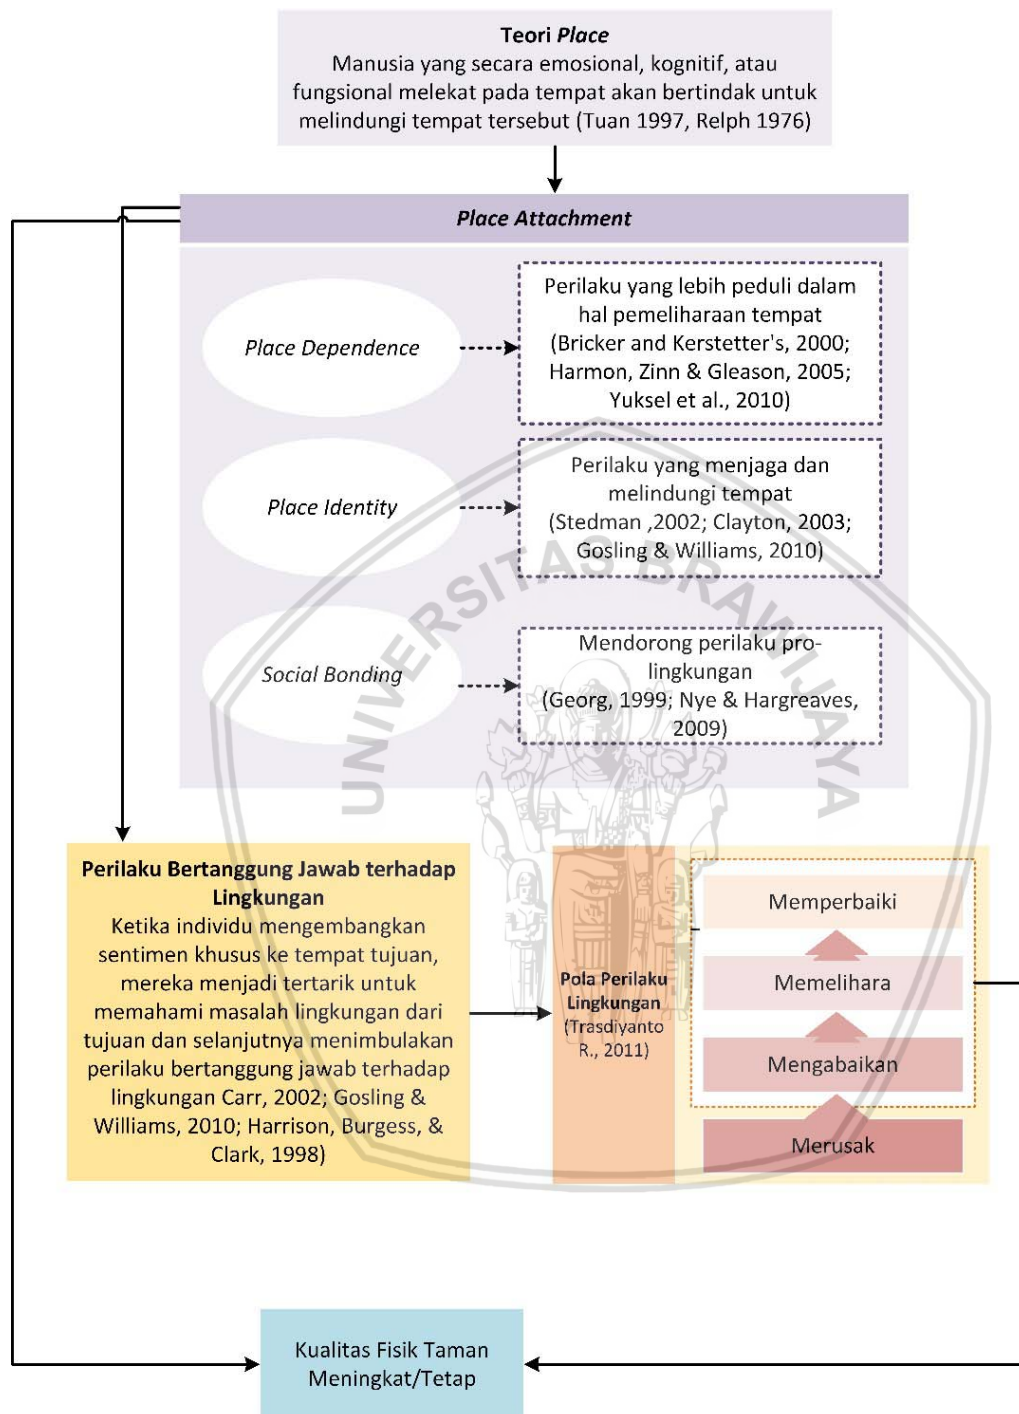 Teori Place
Manusia yang secara emosional, kognitif, atau
fungsional melekat pada tempat akan bertindak untuk
melindungi tempat tersebut (Tuan 1997, Relph 1976)
Place Attachment
Place Dependence
Perilaku yang lebih peduli dalam
hal pemeliharaan tempat
(Bricker and Kerstetter's, 2000;
Harmon, Zinn & Gleason, 2005;
Yuksel et al., 2010)
Place Identity
Perilaku yang menjaga dan
melindungi tempat
(Stedman ,2002; Clayton, 2003;
Gosling & Williams, 2010)
Social Bonding
Mendorong perilaku pro-
lingkungan
(Georg, 1999; Nye & Hargreaves,
2009)
UNIVERSITAS BRAWIJAYA
Perilaku Bertanggung Jawab terhadap
Lingkungan
Ketika individu mengembangkan
sentimen khusus ke tempat tujuan,
mereka menjadi tertarik untuk
memahami masalah lingkungan dari
tujuan dan selanjutnya menimbulakan
perilaku bertanggung jawab terhadap
lingkungan Carr, 2002; Gosling &
Williams, 2010; Harrison, Burgess, &
Clark, 1998)
Pola Perilaku
Lingkungan
(Trasdiyanto
R., 2011)
Memperbaiki
Memelihara
Mengabaikan
Merusak
Kualitas Fisik Taman
Meningkat/Tetap